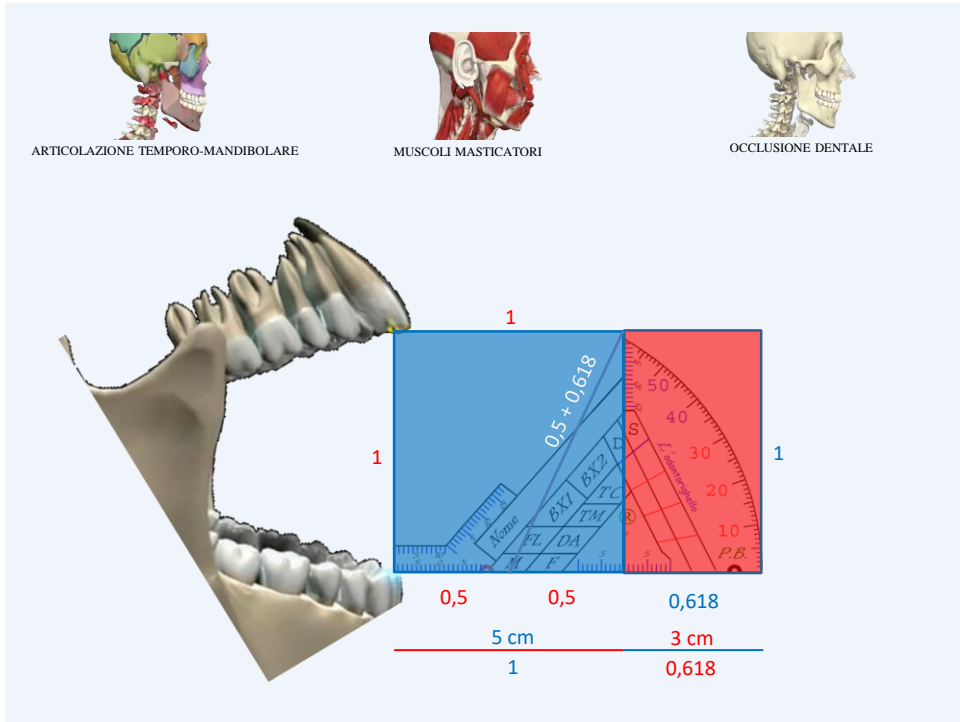 ARTICOLAZIONE TEMPORO-MANDIBOLARE
MUSCOLI MASTICATORI
OCCLUSIONE DENTALE
1
1
0,5 + 0,618
1
50
40
30
20
10
S
D
L'odontorighello
BX2
BX1
TC
Nome
TM
®
FL
DA
M
F
P.B.
0,5
0,5
0,618
5 cm
3 cm
1
0,618